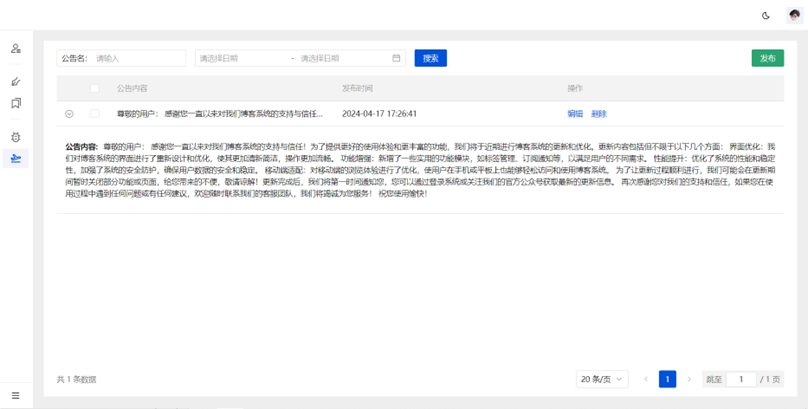 公告名： 请输入 请选择日期 - 请选择日期 搜索 发布
公告内容 发布时间 操作
尊敬的用户： 感谢您一直以来对我们博客系统的支持与信任... 2024-04-17 17:26:41 编辑 删除
公告内容: 尊敬的用户： 感谢您一直以来对我们博客系统的支持与信任！为了提供更好的使用体验和更丰富的功能，我们将于近期进行博客系统的更新和优化。更新内容包括但不限于以下几个方面： 界面优化：我
们对博客系统的界面进行了重新设计和优化，使其更加清新简洁，操作更加流畅。 功能增强：新增了一些实用的功能模块，如标签管理、订阅通知等，以满足用户的不同需求。 性能提升：优化了系统的性能和稳定
性，加强了系统的安全防护，确保用户数据的安全和稳定。 移动端适配：对移动端的浏览体验进行了优化，使用户在手机或平板上也能够轻松访问和使用博客系统。 为了让更新过程顺利进行，我们可能会在更新期
间暂时关闭部分功能或页面，给您带来的不便，敬请谅解！更新完成后，我们将第一时间通知您，您可以通过登录系统或关注我们的官方公众号获取最新的更新信息。 再次感谢您对我们的支持和信任，如果您在使
用过程中遇到任何问题或有任何建议，欢迎随时联系我们的客服团队，我们将竭诚为您服务！ 祝您使用愉快！
共 1 条数据 20 条/页 1 跳至 1 / 1 页